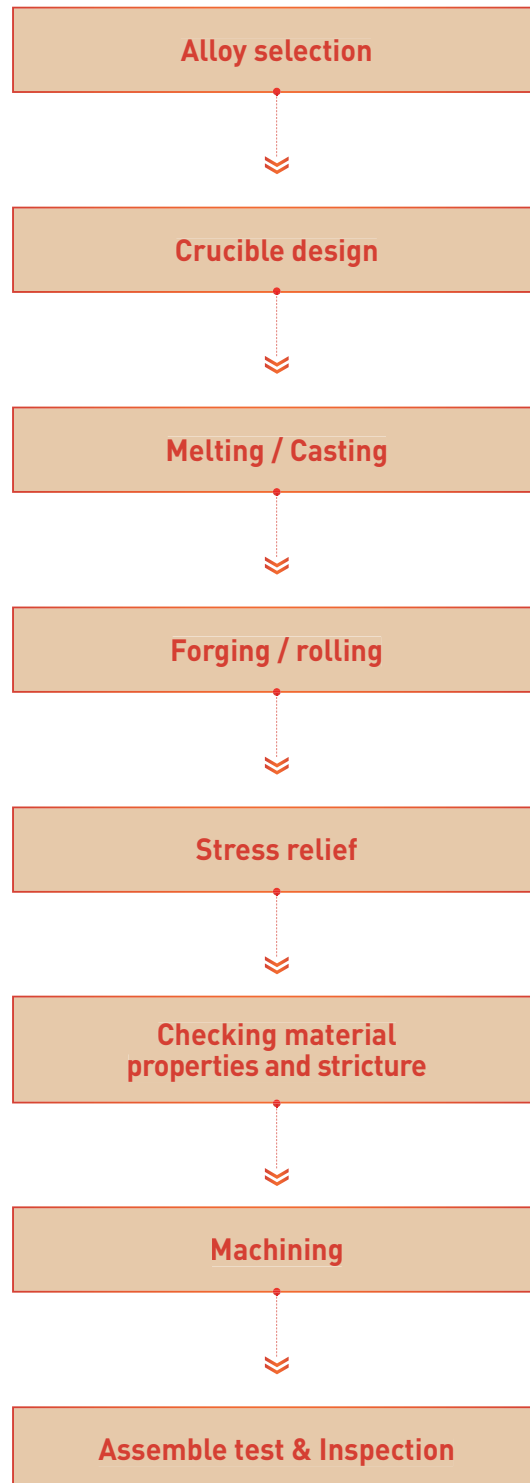 Alloy selection
Crucible design
Melting / Casting
Forging / rolling
Stress relief
Checking material
properties and stricture
Machining
Assemble test & Inspection